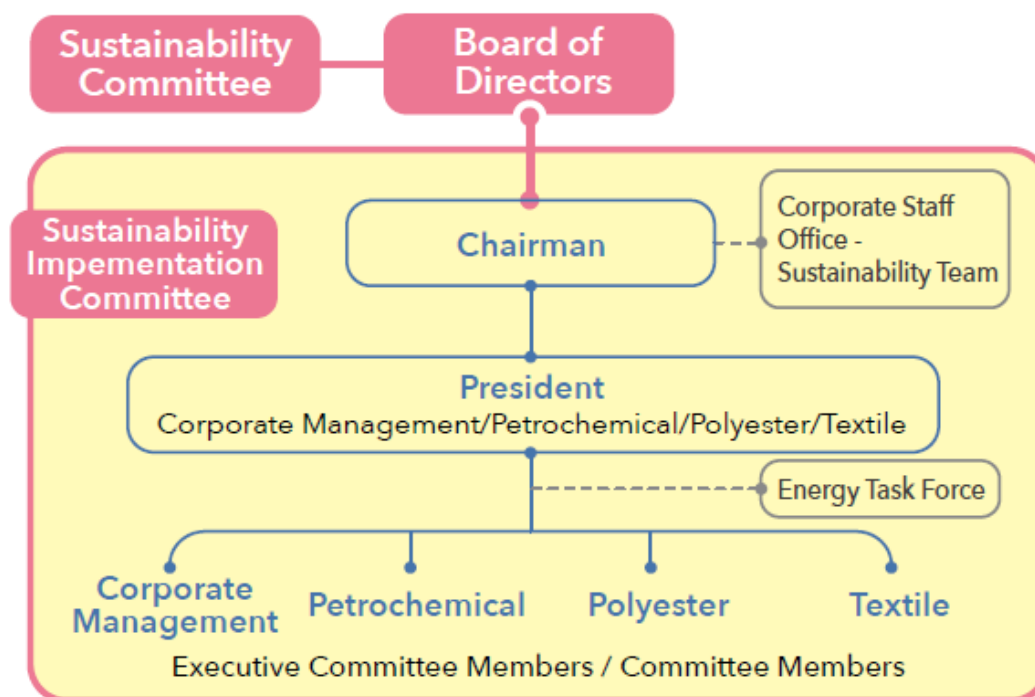 Sustainability
Committee
Board of
Directors
Sustainability
Impementation
Committee
Chairman
Corporate Staff
Office -
Sustainability Team
President
Corporate Management/Petrochemical/Polyester/Textile
Energy Task Force
Corporate
Management
Petrochemical
Polyester
Textile
Executive Committee Members / Committee Members